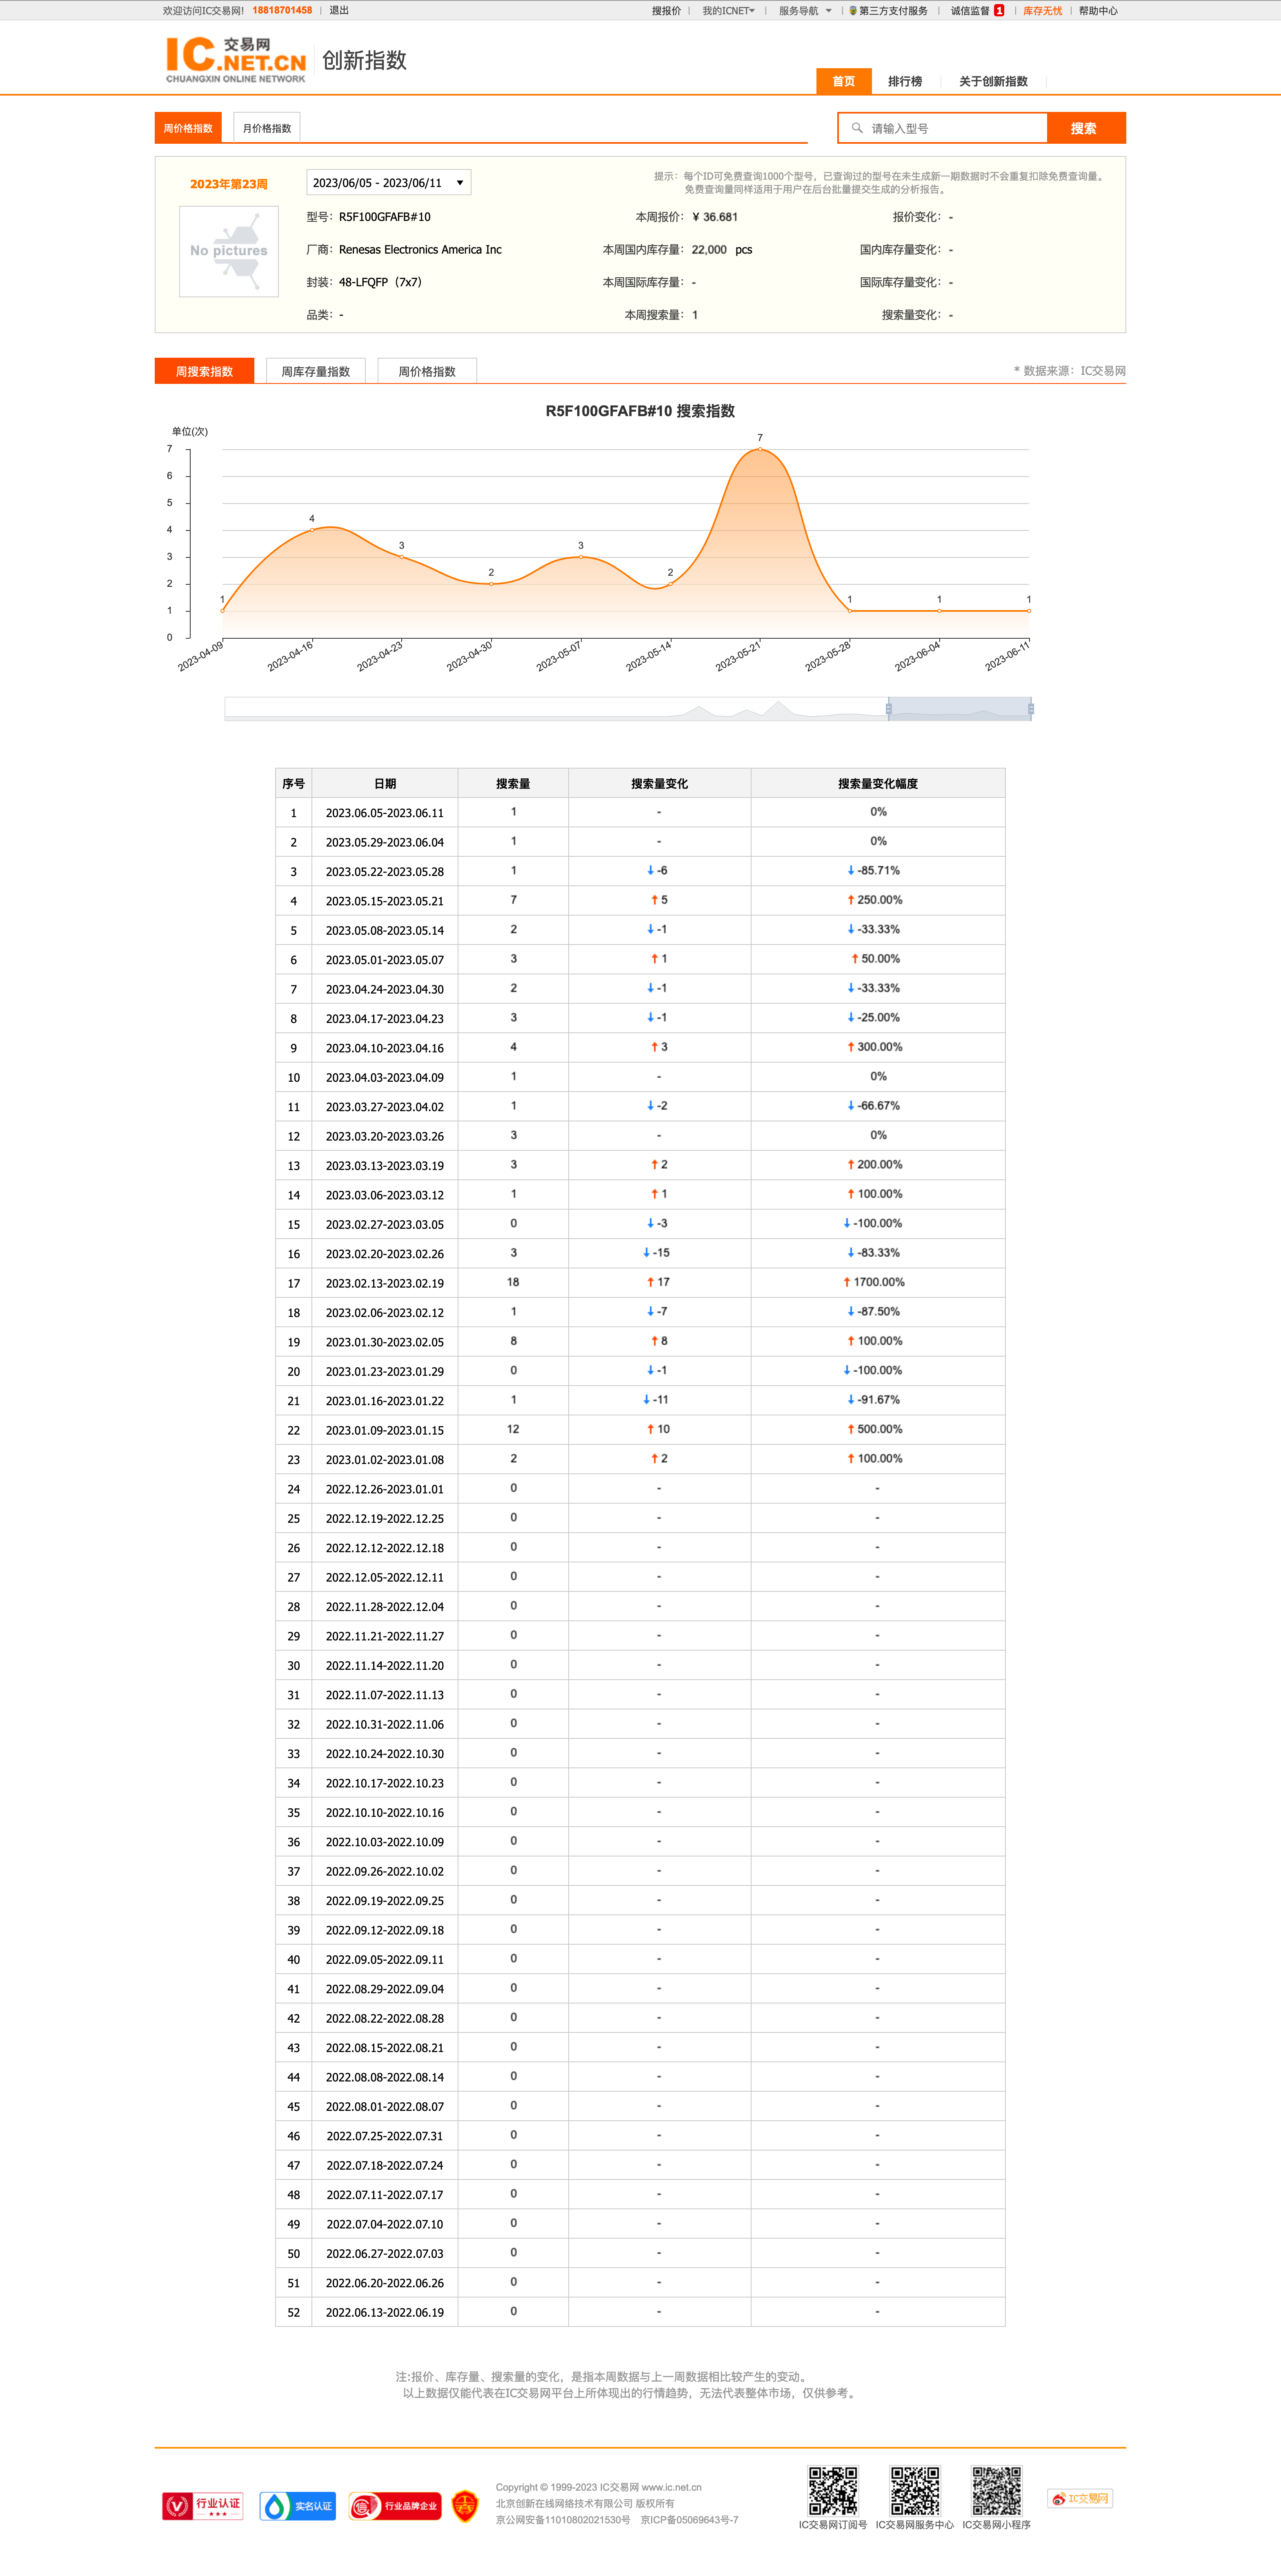 欢迎访问IC交易网! 18818701458 | 退出 搜报价 | 我的ICNET | 服务导航 | 第三方支付服务 | 诚信监督 1 | 库存无忧 | 帮助中心
IC 交易网 .NET.CN CHUANGXIN ONLINE NETWORK 创新指数
首页 排行榜 关于创新指数
周价格指数 月价格指数 请输入型号 搜索
2023年第23周 2023/06/05 - 2023/06/11 提示：每个ID可免费查询1000个型号，已查询过的型号在未生成新一期数据时不会重复扣除免费查询量。
免费查询量同样适用于用户在后台批量提交生成的分析报告。
No pictures
型号：R5F100GFAFB#10 本周报价：¥ 36.681 报价变化：-
厂商：Renesas Electronics America Inc 本周国内库存量：22,000 pcs 国内库存量变化：-
封装：48-LFQFP（7x7） 本周国际库存量：- 国际库存量变化：-
品类：- 本周搜索量：1 搜索量变化：-
周搜索指数 周库存量指数 周价格指数 * 数据来源：IC交易网
R5F100GFAFB#10 搜索指数
单位(次)
7
6
5
4
3
2
1
0
1 4 3 2 3 2 7 1 1 1
2023-04-09 2023-04-16 2023-04-23 2023-04-30 2023-05-07 2023-05-14 2023-05-21 2023-05-28 2023-06-04 2023-06-11
序号 日期 搜索量 搜索量变化 搜索量变化幅度
1 2023.06.05-2023.06.11 1 - 0%
2 2023.05.29-2023.06.04 1 - 0%
3 2023.05.22-2023.05.28 1 ↓-6 ↓-85.71%
4 2023.05.15-2023.05.21 7 ↑5 ↑250.00%
5 2023.05.08-2023.05.14 2 ↓-1 ↓-33.33%
6 2023.05.01-2023.05.07 3 ↑1 ↑50.00%
7 2023.04.24-2023.04.30 2 ↓-1 ↓-33.33%
8 2023.04.17-2023.04.23 3 ↓-1 ↓-25.00%
9 2023.04.10-2023.04.16 4 ↑3 ↑300.00%
10 2023.04.03-2023.04.09 1 - 0%
11 2023.03.27-2023.04.02 1 ↓-2 ↓-66.67%
12 2023.03.20-2023.03.26 3 - 0%
13 2023.03.13-2023.03.19 3 ↑2 ↑200.00%
14 2023.03.06-2023.03.12 1 ↑1 ↑100.00%
15 2023.02.27-2023.03.05 0 ↓-3 ↓-100.00%
16 2023.02.20-2023.02.26 3 ↓-15 ↓-83.33%
17 2023.02.13-2023.02.19 18 ↑17 ↑1700.00%
18 2023.02.06-2023.02.12 1 ↓-7 ↓-87.50%
19 2023.01.30-2023.02.05 8 ↑8 ↑100.00%
20 2023.01.23-2023.01.29 0 ↓-1 ↓-100.00%
21 2023.01.16-2023.01.22 1 ↓-11 ↓-91.67%
22 2023.01.09-2023.01.15 12 ↑10 ↑500.00%
23 2023.01.02-2023.01.08 2 ↑2 ↑100.00%
24 2022.12.26-2023.01.01 0 - -
25 2022.12.19-2022.12.25 0 - -
26 2022.12.12-2022.12.18 0 - -
27 2022.12.05-2022.12.11 0 - -
28 2022.11.28-2022.12.04 0 - -
29 2022.11.21-2022.11.27 0 - -
30 2022.11.14-2022.11.20 0 - -
31 2022.11.07-2022.11.13 0 - -
32 2022.10.31-2022.11.06 0 - -
33 2022.10.24-2022.10.30 0 - -
34 2022.10.17-2022.10.23 0 - -
35 2022.10.10-2022.10.16 0 - -
36 2022.10.03-2022.10.09 0 - -
37 2022.09.26-2022.10.02 0 - -
38 2022.09.19-2022.09.25 0 - -
39 2022.09.12-2022.09.18 0 - -
40 2022.09.05-2022.09.11 0 - -
41 2022.08.29-2022.09.04 0 - -
42 2022.08.22-2022.08.28 0 - -
43 2022.08.15-2022.08.21 0 - -
44 2022.08.08-2022.08.14 0 - -
45 2022.08.01-2022.08.07 0 - -
46 2022.07.25-2022.07.31 0 - -
47 2022.07.18-2022.07.24 0 - -
48 2022.07.11-2022.07.17 0 - -
49 2022.07.04-2022.07.10 0 - -
50 2022.06.27-2022.07.03 0 - -
51 2022.06.20-2022.06.26 0 - -
52 2022.06.13-2022.06.19 0 - -
注:报价、库存量、搜索量的变化，是指本周数据与上一周数据相比较产生的变动。
以上数据仅能代表在IC交易网平台上所体现出的行情趋势，无法代表整体市场，仅供参考。
行业认证 实名认证 行业品牌企业
Copyright © 1999-2023 IC交易网 www.ic.net.cn
北京创新在线网络技术有限公司 版权所有
京公网安备11010802021530号 京ICP备05069643号-7
IC交易网订阅号 IC交易网服务中心 IC交易网小程序
IC交易网